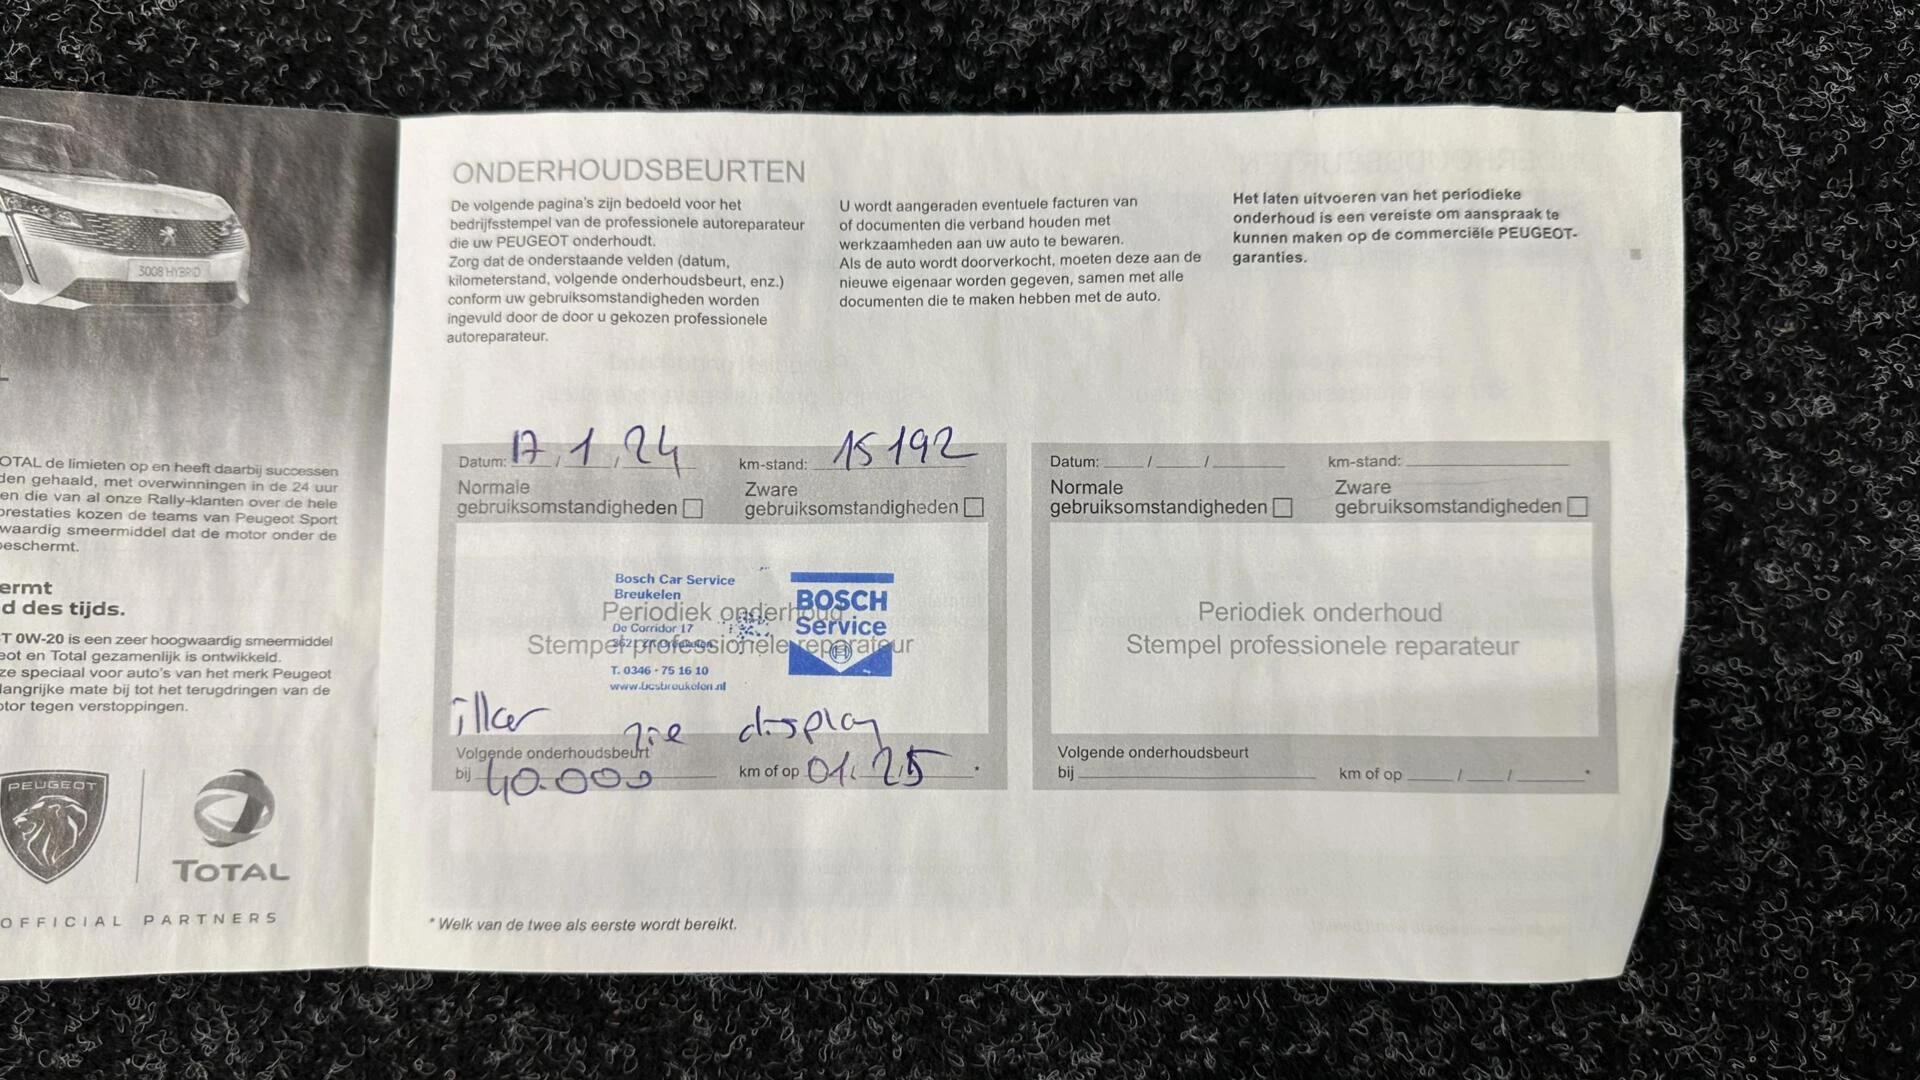 3008 HYBRID
OTAL de limieten op en heeft daarbij successen
den gehaald, met overwinningen in de 24 uur
en die van al onze Rally-klanten over de hele
prestaties kozen de teams van Peugeot Sport
waardig smeermiddel dat de motor onder de
beschermt.
ermt
d des tijds.
T 0W-20 is een zeer hoogwaardig smeermiddel
eot en Total gezamenlijk is ontwikkeld.
ze speciaal voor auto's van het merk Peugeot
langrijke mate bij tot het terugdringen van de
otor tegen verstoppingen.
PEUGEOT
TOTAL
OFFICIAL PARTNERS
ONDERHOUDSBEURTEN
De volgende pagina's zijn bedoeld voor het
bedrijfsstempel van de professionele autoreparateur
die uw PEUGEOT onderhoudt.
Zorg dat de onderstaande velden (datum,
kilometerstand, volgende onderhoudsbeurt, enz.)
conform uw gebruiksomstandigheden worden
ingevuld door de door u gekozen professionele
autoreparateur.
U wordt aangeraden eventuele facturen van
of documenten die verband houden met
werkzaamheden aan uw auto te bewaren.
Als de auto wordt doorverkocht, moeten deze aan de
nieuwe eigenaar worden gegeven, samen met alle
documenten die te maken hebben met de auto.
Het laten uitvoeren van het periodieke
onderhoud is een vereiste om aanspraak te
kunnen maken op de commerciële PEUGEOT-
garanties.
Datum: 17 / 1 / 24 km-stand: 15192
Normale
gebruiksomstandigheden
Zware
gebruiksomstandigheden
Periodiek onderhoud
Stempel professionele reparateur
Bosch Car Service
Breukelen
De Corridor 17
T. 0346 - 75 16 10
www.bcsbreukelen.nl
BOSCH
Service
zie display
Volgende onderhoudsbeurt
bij 40.000 km of op 01.25 *
Datum: / / km-stand:
Normale
gebruiksomstandigheden
Zware
gebruiksomstandigheden
Periodiek onderhoud
Stempel professionele reparateur
Volgende onderhoudsbeurt
bij km of op / / *
* Welk van de twee als eerste wordt bereikt.